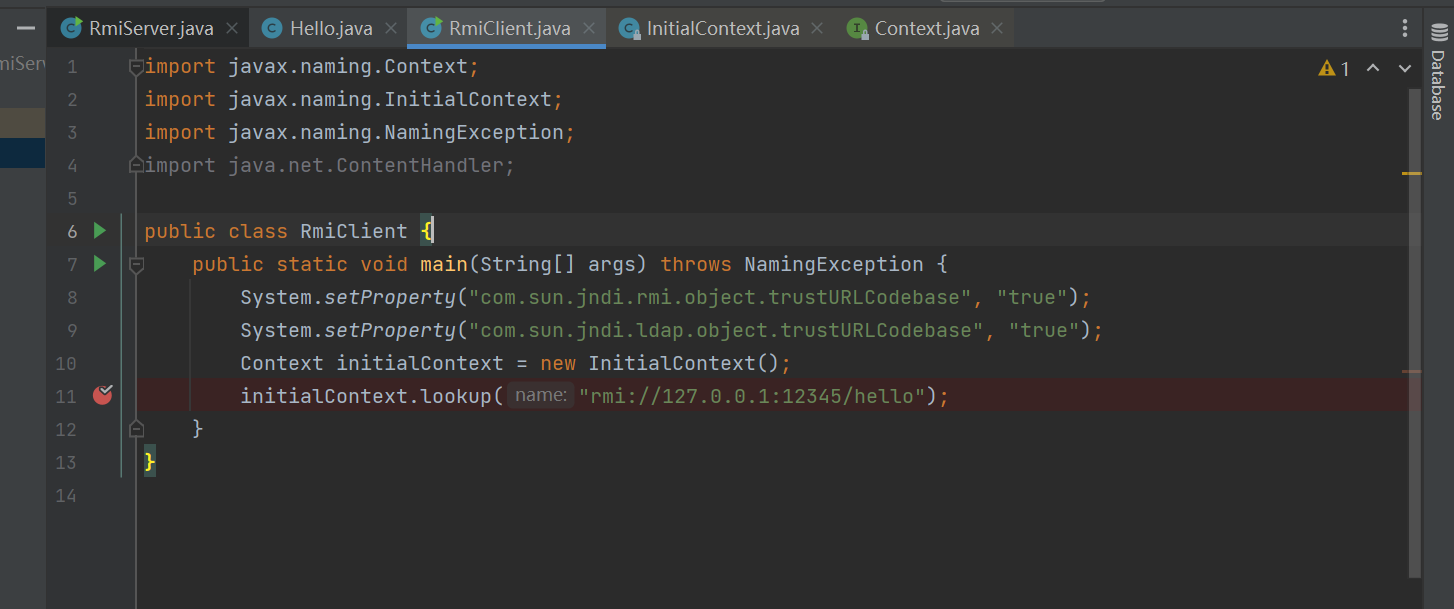 RmiServer.java Hello.java RmiClient.java InitialContext.java Context.java
miServ
Database
1 import javax.naming.Context; 1
2 import javax.naming.InitialContext;
3 import javax.naming.NamingException;
4 import java.net.ContentHandler;
5
6 public class RmiClient {
7 public static void main(String[] args) throws NamingException {
8 System.setProperty("com.sun.jndi.rmi.object.trustURLCodebase", "true");
9 System.setProperty("com.sun.jndi.ldap.object.trustURLCodebase", "true");
10 Context initialContext = new InitialContext();
11 initialContext.lookup( name: "rmi://127.0.0.1:12345/hello");
12 }
13 }
14